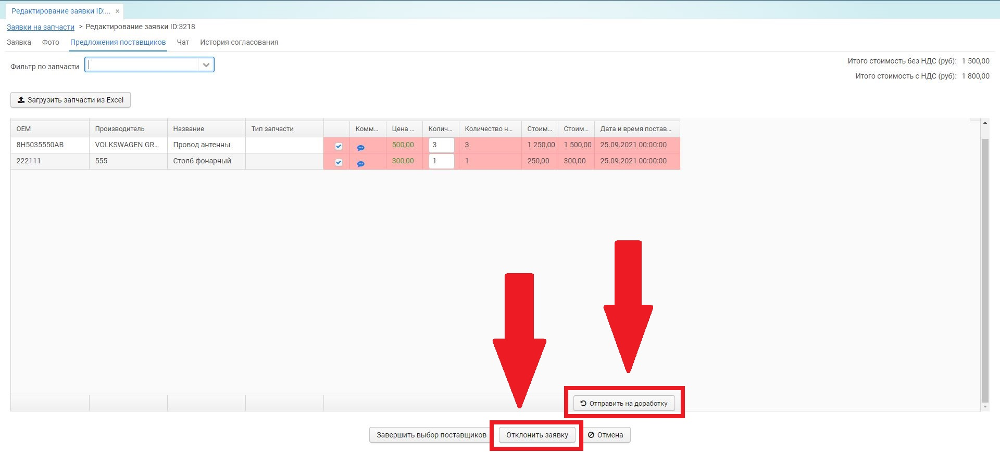 Редактирование заявки ID:... ×
Заявки на запчасти > Редактирование заявки ID:3218
Заявка Фото Предложения поставщиков Чат История согласования
Фильтр по запчасти
Итого стоимость без НДС (руб): 1 500,00
Итого стоимость с НДС (руб): 1 800,00
Загрузить запчасти из Excel
OEM Производитель Название Тип запчасти Комм... Цена ... Колич... Количество н... Стоим... Стоим... Дата и время постав...
8H5035550AB VOLKSWAGEN GR... Провод антенны 500,00 3 3 1 250,00 1 500,00 25.09.2021 00:00:00
222111 555 Столб фонарный 300,00 1 1 250,00 300,00 25.09.2021 00:00:00
Отправить на доработку
Завершить выбор поставщиков Отклонить заявку Отмена